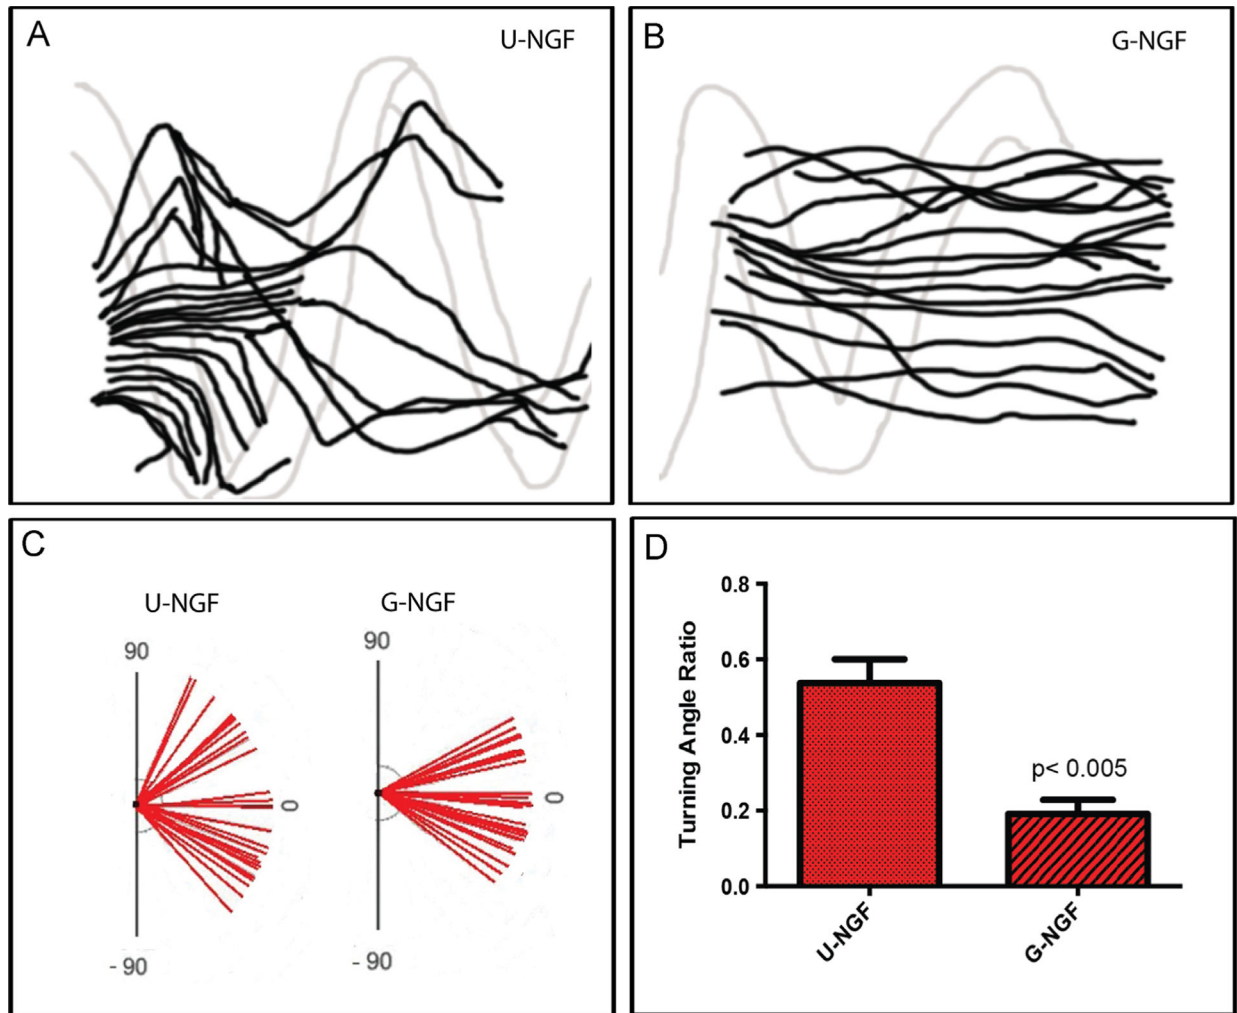 A
U-NGF
B
G-NGF
C
U-NGF
90
0
- 90
G-NGF
90
0
- 90
D
Turning Angle Ratio
0.8
0.6
0.4
0.2
0.0
p< 0.005
U-NGF
G-NGF